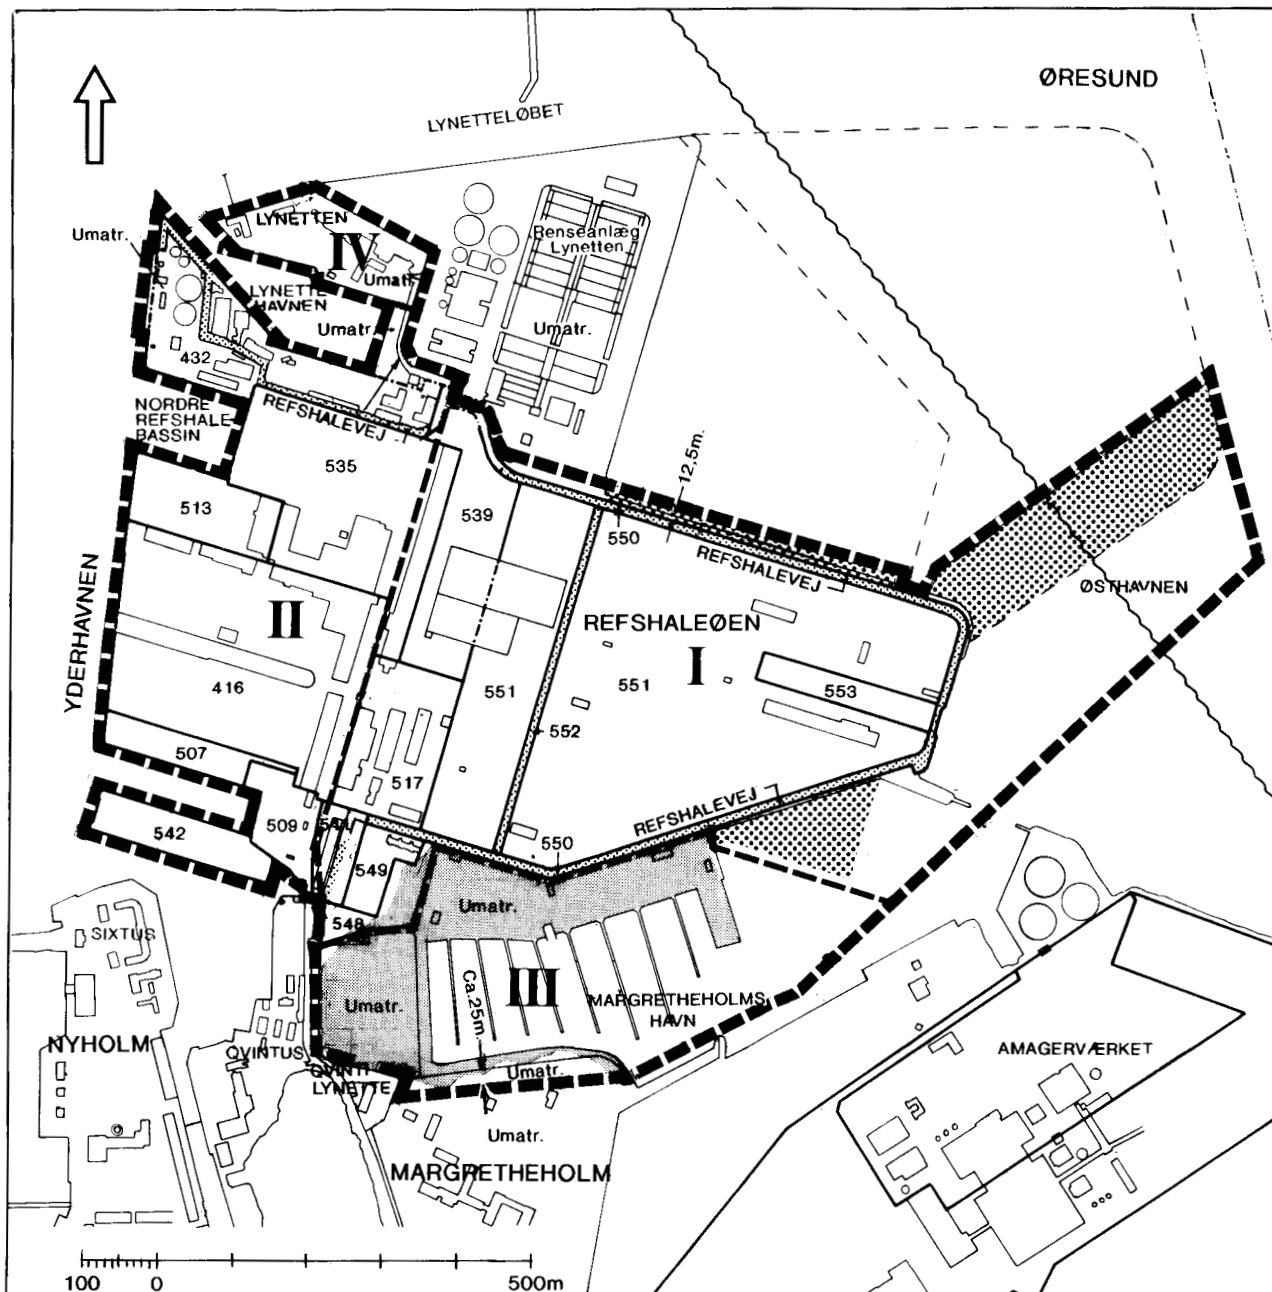 ØRESUND
LYNETTELØBET
LYNETTEN
IV
Umatr.
Umatr.
LYNETTE
HAVNEN
Umatr.
Renseanlæg
Lynetten
Umatr.
432
NORDRE
REFSHALE
BASSIN
REFSHALEVEJ
535
513
539
12.5m.
550
REFSHALEVEJ
ØSTHAVNEN
YDERHAVNEN
II
REFSHALEØEN
I
416
551
551
553
552
507
517
542
509
REFSHALEVEJ
550
549
548
Umatr.
SIXTUS
III
Ca.25m.
Umatr.
MARGRETHEHOLMS
HAVN
NYHOLM
QVINTUS
QVINTI
LYNETTE
Umatr.
AMAGERVÆRKET
Umatr.
MARGRETHEHOLM
100 0 500m